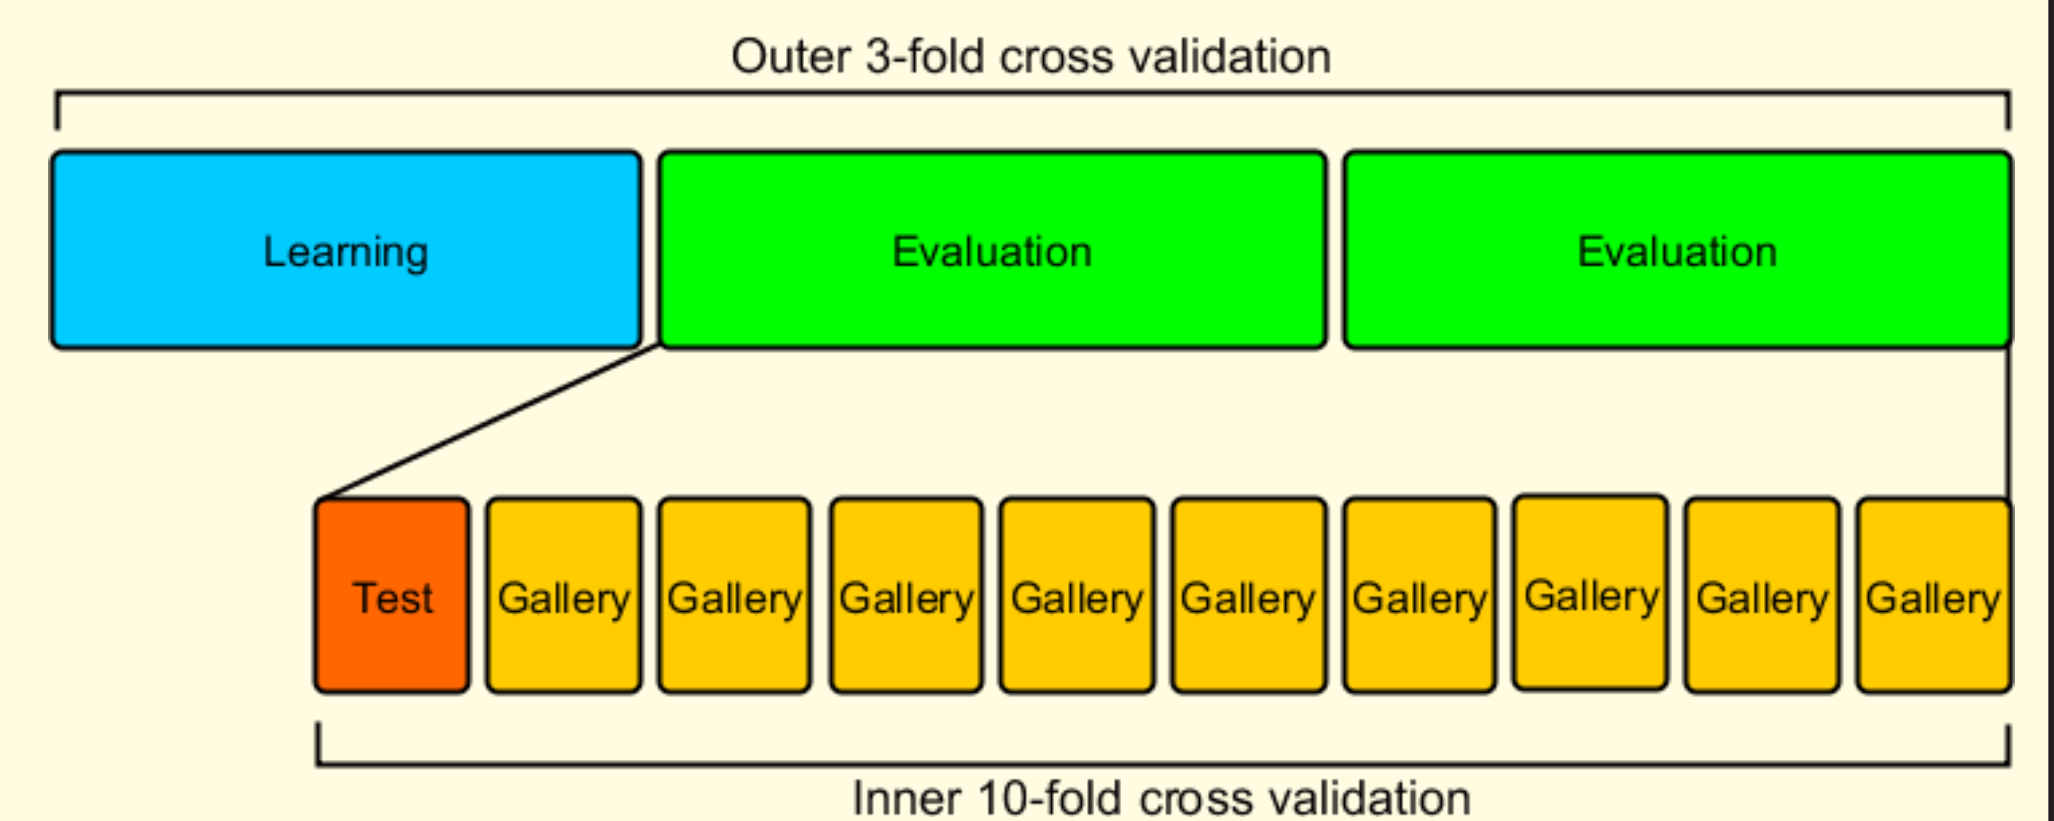 Outer 3-fold cross validation
Learning Evaluation Evaluation
Test Gallery Gallery Gallery Gallery Gallery Gallery Gallery Gallery Gallery
Inner 10-fold cross validation